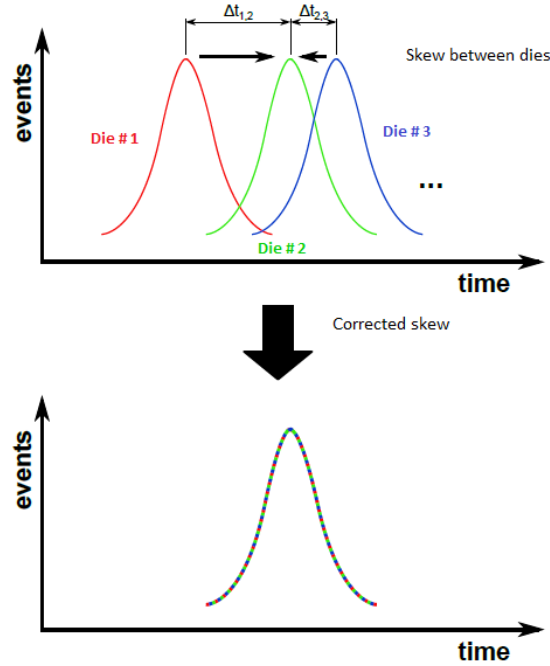 Δt1,2 Δt2,3
Skew between dies
events
Die # 1
Die # 3
...
Die # 2
time
Corrected skew
events
time